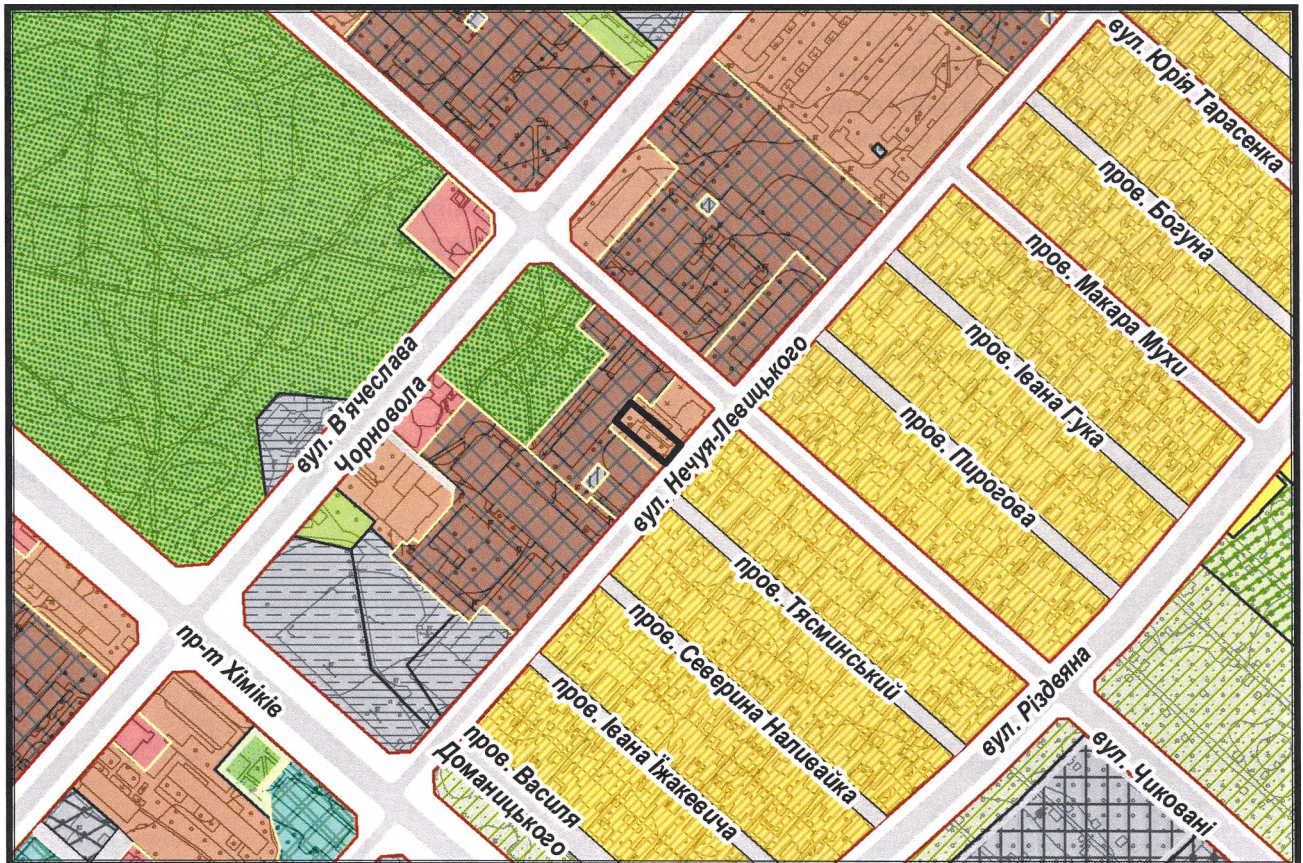 вул. Юрія Тарасенка
пров. Богуна
пров. Макара Мухи
пров. Івана Гука
пров. Пирогова
вул. В'ячеслава
Чорновола
вул. Нечуя-Левицького
пров. Тясминський
пров. Северина Наливайка
пров. Івана Їжакевича
пров. Василя
Доманицького
пр-т Хіміків
вул. Різдвяна
вул. Чиковані